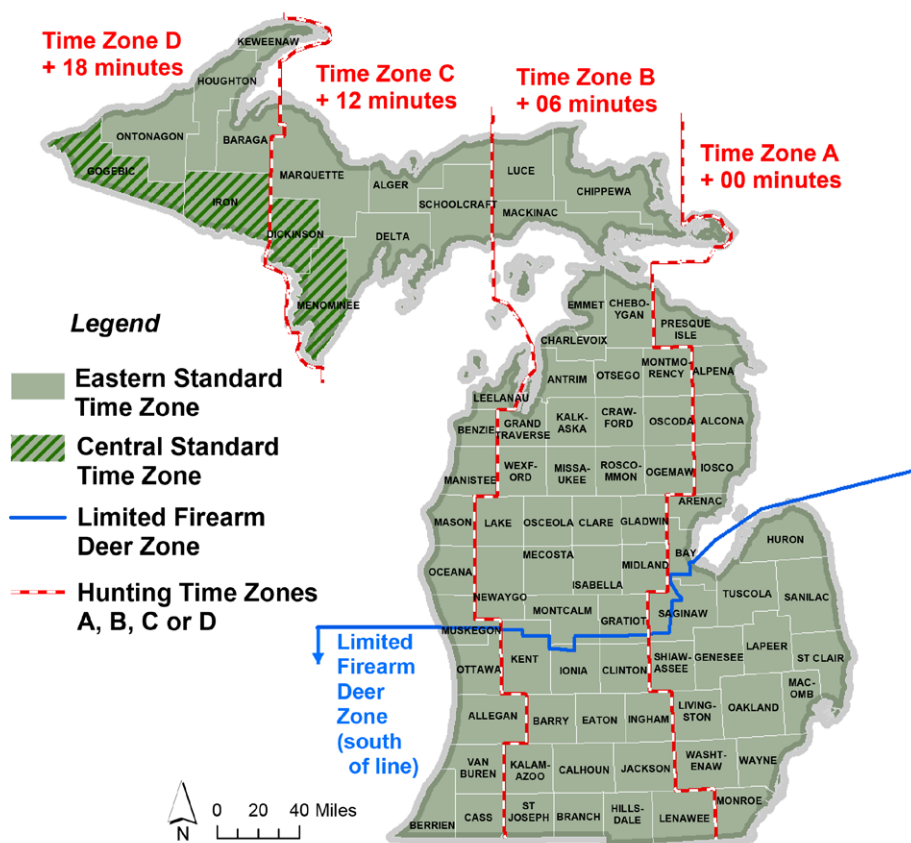 Time Zone D
+ 18 minutes
Time Zone C
+ 12 minutes
Time Zone B
+ 06 minutes
Time Zone A
+ 00 minutes
KEWEENAW
HOUGHTON
ONTONAGON
BARAGA
GOGEBIC
IRON
MARQUETTE
DICKINSON
MENOMINEE
ALGER
DELTA
SCHOOLCRAFT
LUCE
CHIPPEWA
MACKINAC
Legend
Eastern Standard
Time Zone
Central Standard
Time Zone
Limited Firearm
Deer Zone
Hunting Time Zones
A, B, C or D
EMMET
CHEBO-
YGAN
PRESQUE
ISLE
CHARLEVOIX
ANTRIM
OTSEGO
MONTMO-
RENCY
ALPENA
LEELANAU
BENZIE
GRAND
TRAVERSE
KALK-
ASKA
CRAW-
FORD
OSCODA
ALCONA
MANISTEE
WEXF-
ORD
MISSA-
UKEE
ROSCO-
MMON
OGEMAW
IOSCO
ARENAC
MASON
LAKE
OSCEOLA
CLARE
GLADWIN
BAY
HURON
OCEANA
NEWAYGO
MECOSTA
ISABELLA
MIDLAND
TUSCOLA
SANILAC
MUSKEGON
MONTCALM
GRATIOT
SAGINAW
Limited
Firearm
Deer
Zone
(south
of line)
OTTAWA
KENT
IONIA
CLINTON
SHIAW-
ASSEE
GENESEE
LAPEER
ST CLAIR
ALLEGAN
BARRY
EATON
INGHAM
LIVING-
STON
OAKLAND
MAC-
OMB
VAN
BUREN
KALAM-
AZOO
CALHOUN
JACKSON
WASHT-
ENAW
WAYNE
BERRIEN
CASS
ST
JOSEPH
BRANCH
HILLS-
DALE
LENAWEE
MONROE
N
0 20 40 Miles